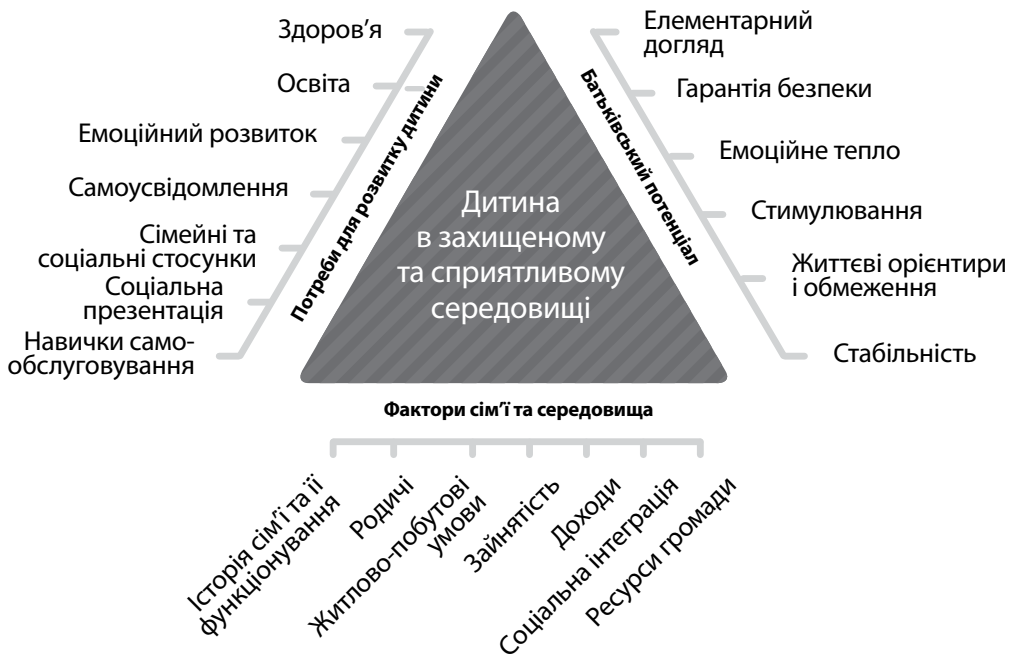 Здоров’я
Освіта
Емоційний розвиток
Самоусвідомлення
Сімейні та
соціальні стосунки
Соціальна
презентація
Навички само-
обслуговування
Потреби для розвитку дитини
Дитина
в захищеному
та сприятливому
середовищі
Батьківський потенціал
Елементарний
догляд
Гарантія безпеки
Емоційне тепло
Стимулювання
Життєві орієнтири
і обмеження
Стабільність
Фактори сім’ї та середовища
Історія сім’ї та її
функціонування
Родичі
Житлово-побутові
умови
Зайнятість
Доходи
Соціальна інтеграція
Ресурси громади